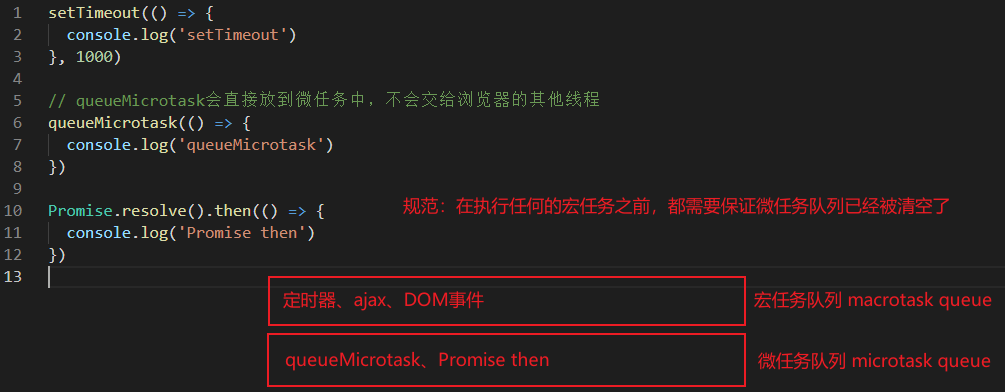 1 setTimeout(() => {
2 console.log('setTimeout')
3 }, 1000)
4
5 // queueMicrotask会直接放到微任务中，不会交给浏览器的其他线程
6 queueMicrotask(() => {
7 console.log('queueMicrotask')
8 })
9
10 Promise.resolve().then(() => {
规范：在执行任何的宏任务之前，都需要保证微任务队列已经被清空了
11 console.log('Promise then')
12 })
13
定时器、ajax、DOM事件
宏任务队列 macrotask queue
queueMicrotask、Promise then
微任务队列 microtask queue